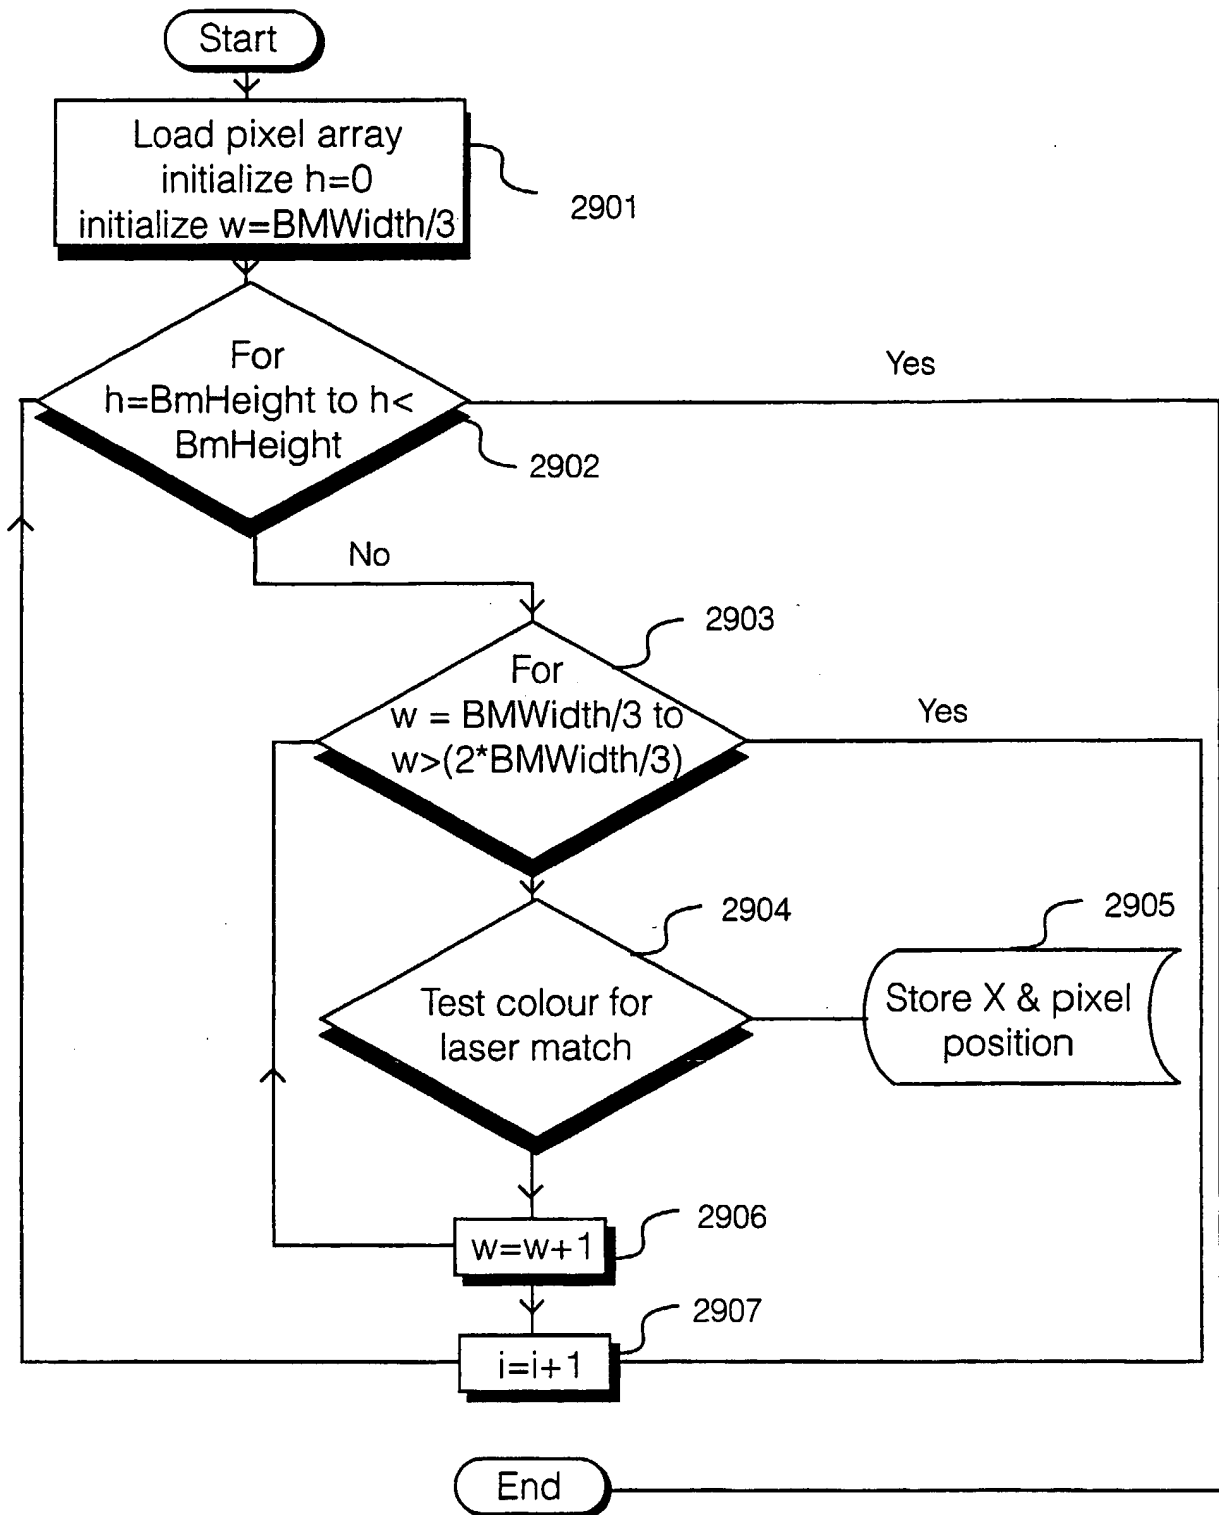 Start
Load pixel array
initialize h=0
initialize w=BMWidth/3
2901
For
h=BmHeight to h<
BmHeight
2902
Yes
No
2903
For
w = BMWidth/3 to
w>(2*BMWidth/3)
Yes
2904
Test colour for
laser match
2905
Store X & pixel
position
2906
w=w+1
2907
i=i+1
End